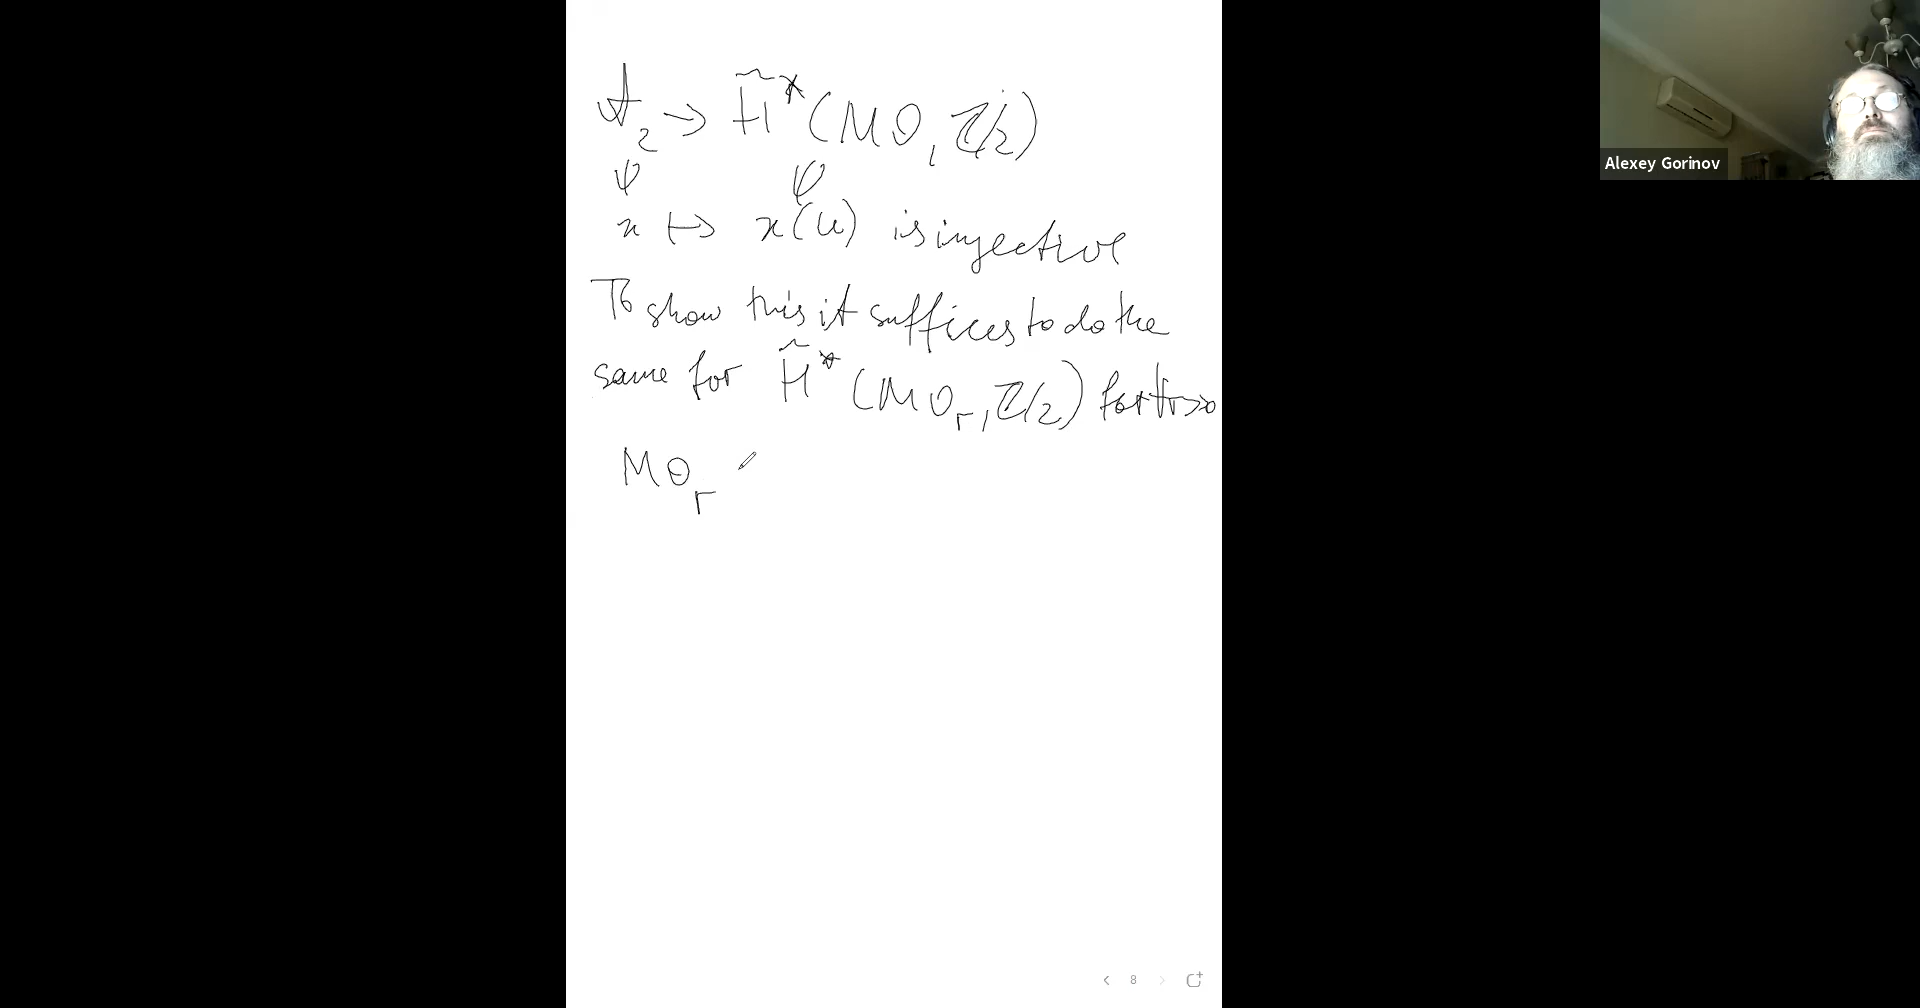 𝒜₂ → H̃*(MO, ℤ/2)
ψ ψ
x ↦ x(u) is injective
To show this it suffices to do the
same for H̃*(MO_r, ℤ/2) for r>>0
MO_r
Alexey Gorinov
8